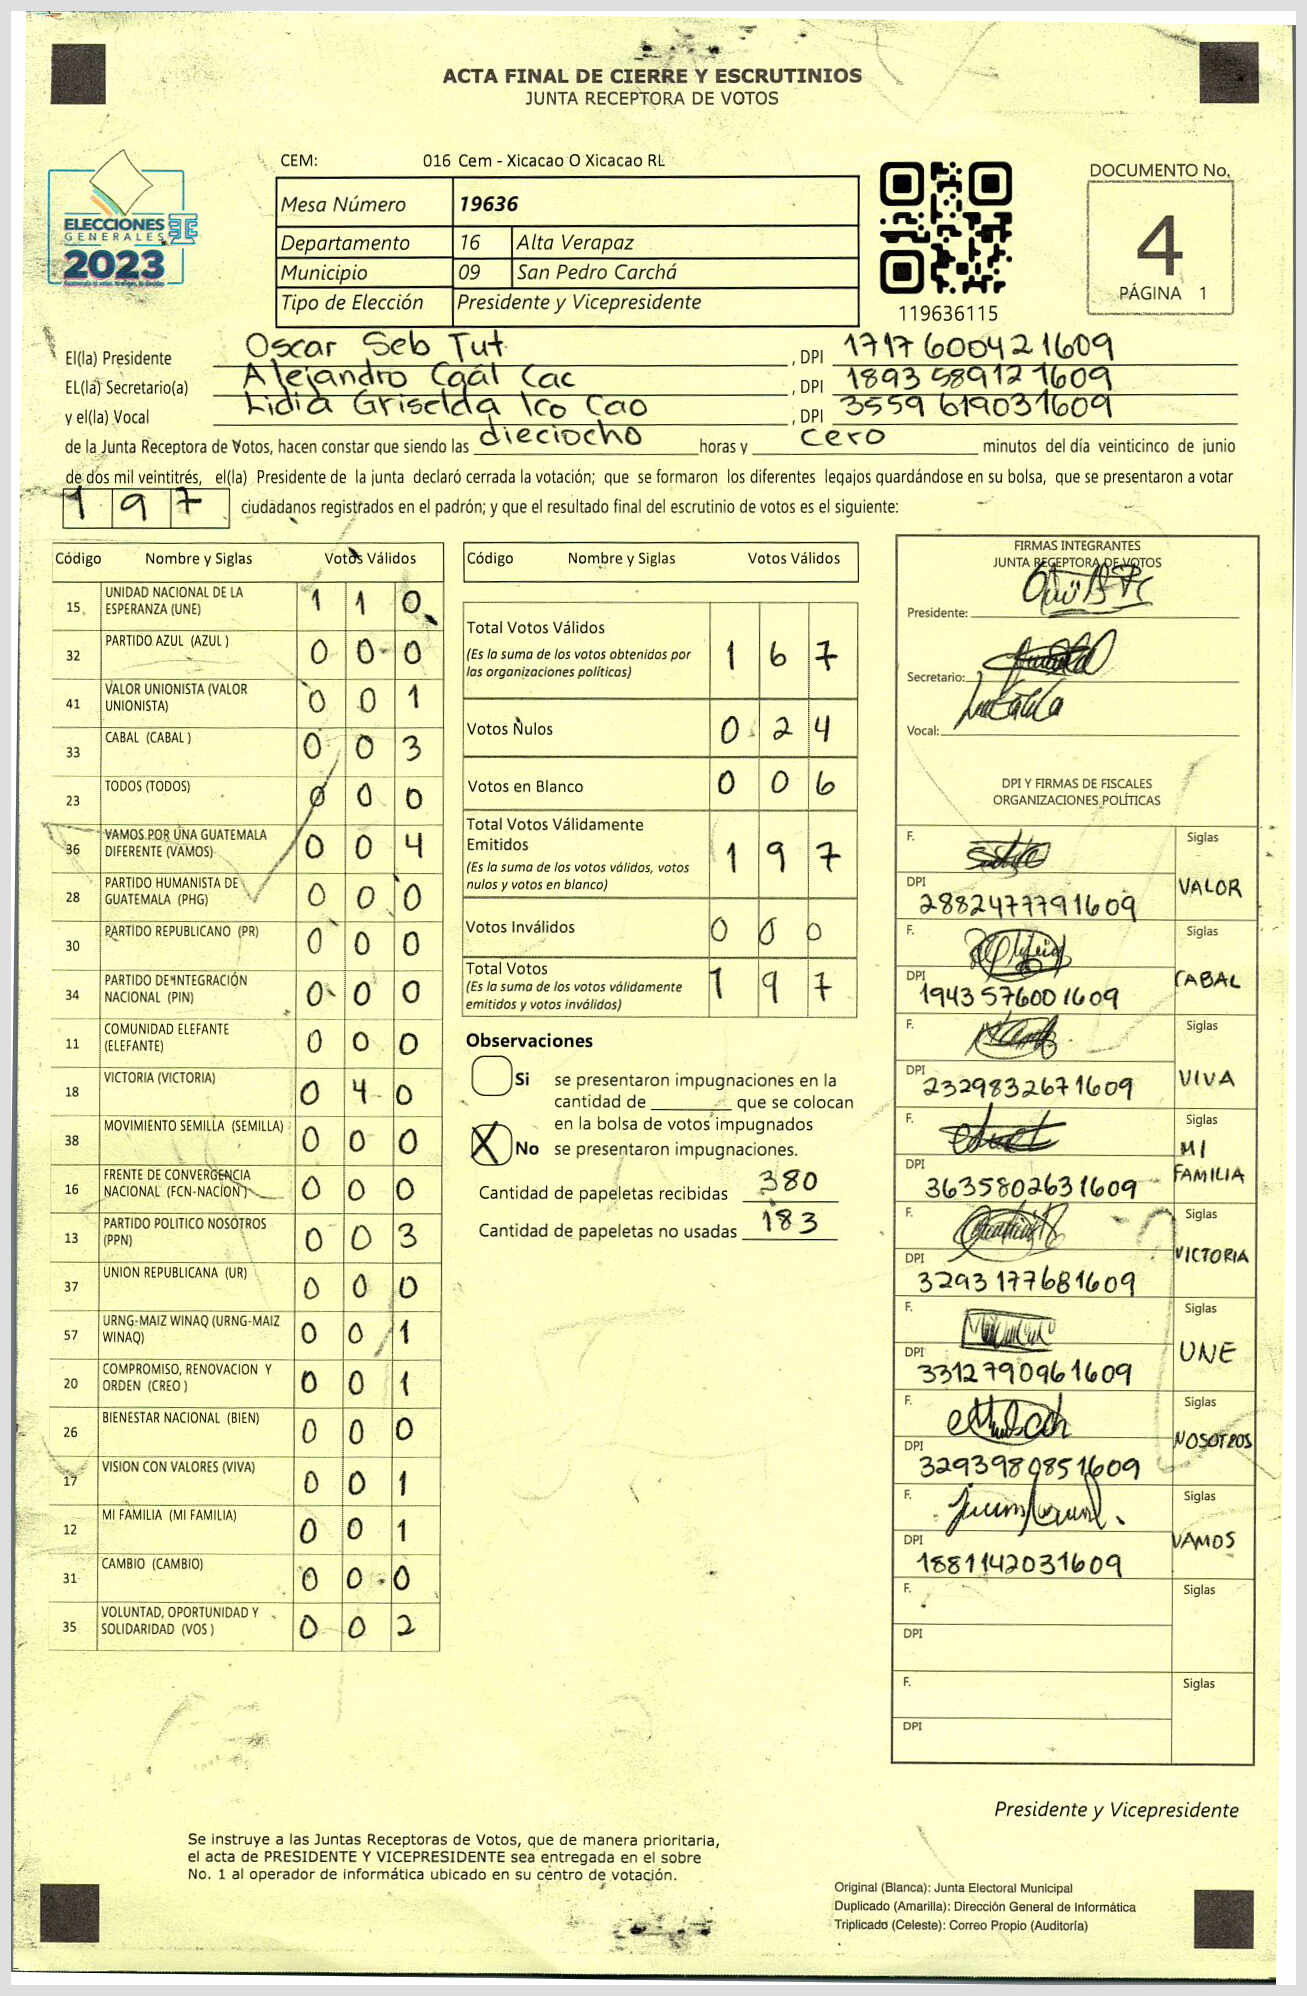 ACTA FINAL DE CIERRE Y ESCRUTINIOS
JUNTA RECEPTORA DE VOTOS
CEM: 016 Cem - Xicacao O Xicacao RL
ELECCIONES
GENERALES
2023
Mesa Número 19636
Departamento 16 Alta Verapaz
Municipio 09 San Pedro Carchá
Tipo de Elección Presidente y Vicepresidente
119636115
DOCUMENTO No.
4
PÁGINA 1
El(la) Presidente Oscar Seb Tut , DPI 1717600421609
EL(la) Secretario(a) Alejandro Caal Cac , DPI 1893589121609
y el(la) Vocal Lidia Griselda Ico Cao , DPI 3559619031609
de la Junta Receptora de Votos, hacen constar que siendo las dieciocho horas y cero minutos del día veinticinco de junio
de dos mil veintitrés, el(la) Presidente de la junta declaró cerrada la votación; que se formaron los diferentes legajos guardándose en su bolsa, que se presentaron a votar
197 ciudadanos registrados en el padrón; y que el resultado final del escrutinio de votos es el siguiente:
Código Nombre y Siglas Votos Válidos
15 UNIDAD NACIONAL DE LA ESPERANZA (UNE) 1 1 0
32 PARTIDO AZUL (AZUL ) 0 0 0
41 VALOR UNIONISTA (VALOR UNIONISTA) 0 0 1
33 CABAL (CABAL ) 0 0 3
23 TODOS (TODOS) 0 0 0
36 VAMOS POR UNA GUATEMALA DIFERENTE (VAMOS) 0 0 4
28 PARTIDO HUMANISTA DE GUATEMALA (PHG) 0 0 0
30 PARTIDO REPUBLICANO (PR) 0 0 0
34 PARTIDO DE INTEGRACIÓN NACIONAL (PIN) 0 0 0
11 COMUNIDAD ELEFANTE (ELEFANTE) 0 0 0
18 VICTORIA (VICTORIA) 0 4 0
38 MOVIMIENTO SEMILLA (SEMILLA) 0 0 0
16 FRENTE DE CONVERGENCIA NACIONAL (FCN-NACION ) 0 0 0
13 PARTIDO POLITICO NOSOTROS (PPN) 0 0 3
37 UNION REPUBLICANA (UR) 0 0 0
57 URNG-MAIZ WINAQ (URNG-MAIZ WINAQ) 0 0 1
20 COMPROMISO, RENOVACION Y ORDEN (CREO ) 0 0 1
26 BIENESTAR NACIONAL (BIEN) 0 0 0
17 VISION CON VALORES (VIVA) 0 0 1
12 MI FAMILIA (MI FAMILIA) 0 0 1
31 CAMBIO (CAMBIO) 0 0 0
35 VOLUNTAD, OPORTUNIDAD Y SOLIDARIDAD (VOS ) 0 0 2
Código Nombre y Siglas Votos Válidos
Total Votos Válidos 1 6 7
(Es la suma de los votos obtenidos por
las organizaciones políticas)
Votos Nulos 0 2 4
Votos en Blanco 0 0 6
Total Votos Válidamente
Emitidos 1 9 7
(Es la suma de los votos válidos, votos
nulos y votos en blanco)
Votos Inválidos 0 0 0
Total Votos 1 9 7
(Es la suma de los votos válidamente
emitidos y votos inválidos)
Observaciones
Si se presentaron impugnaciones en la
cantidad de ________ que se colocan
en la bolsa de votos impugnados
X No se presentaron impugnaciones.
Cantidad de papeletas recibidas 380
Cantidad de papeletas no usadas 183
FIRMAS INTEGRANTES
JUNTA RECEPTORA DE VOTOS
Presidente:
Secretario:
Vocal:
DPI Y FIRMAS DE FISCALES
ORGANIZACIONES POLÍTICAS
F. Siglas
DPI 2882477791609 VALOR
F. Siglas
DPI 1943576001609 CABAL
F. Siglas
DPI 2329832671609 VIVA
F. Siglas
DPI 3635802631609 MI FAMILIA
F. Siglas
DPI 3293177681609 VICTORIA
F. Siglas
DPI 3312790961609 UNE
F. Siglas
DPI 3293980851609 NOSOTROS
F. Siglas
DPI 1881142031609 VAMOS
F. Siglas
DPI
F. Siglas
DPI
Presidente y Vicepresidente
Se instruye a las Juntas Receptoras de Votos, que de manera prioritaria,
el acta de PRESIDENTE Y VICEPRESIDENTE sea entregada en el sobre
No. 1 al operador de informática ubicado en su centro de votación.
Original (Blanca): Junta Electoral Municipal
Duplicado (Amarilla): Dirección General de Informática
Triplicado (Celeste): Correo Propio (Auditoría)